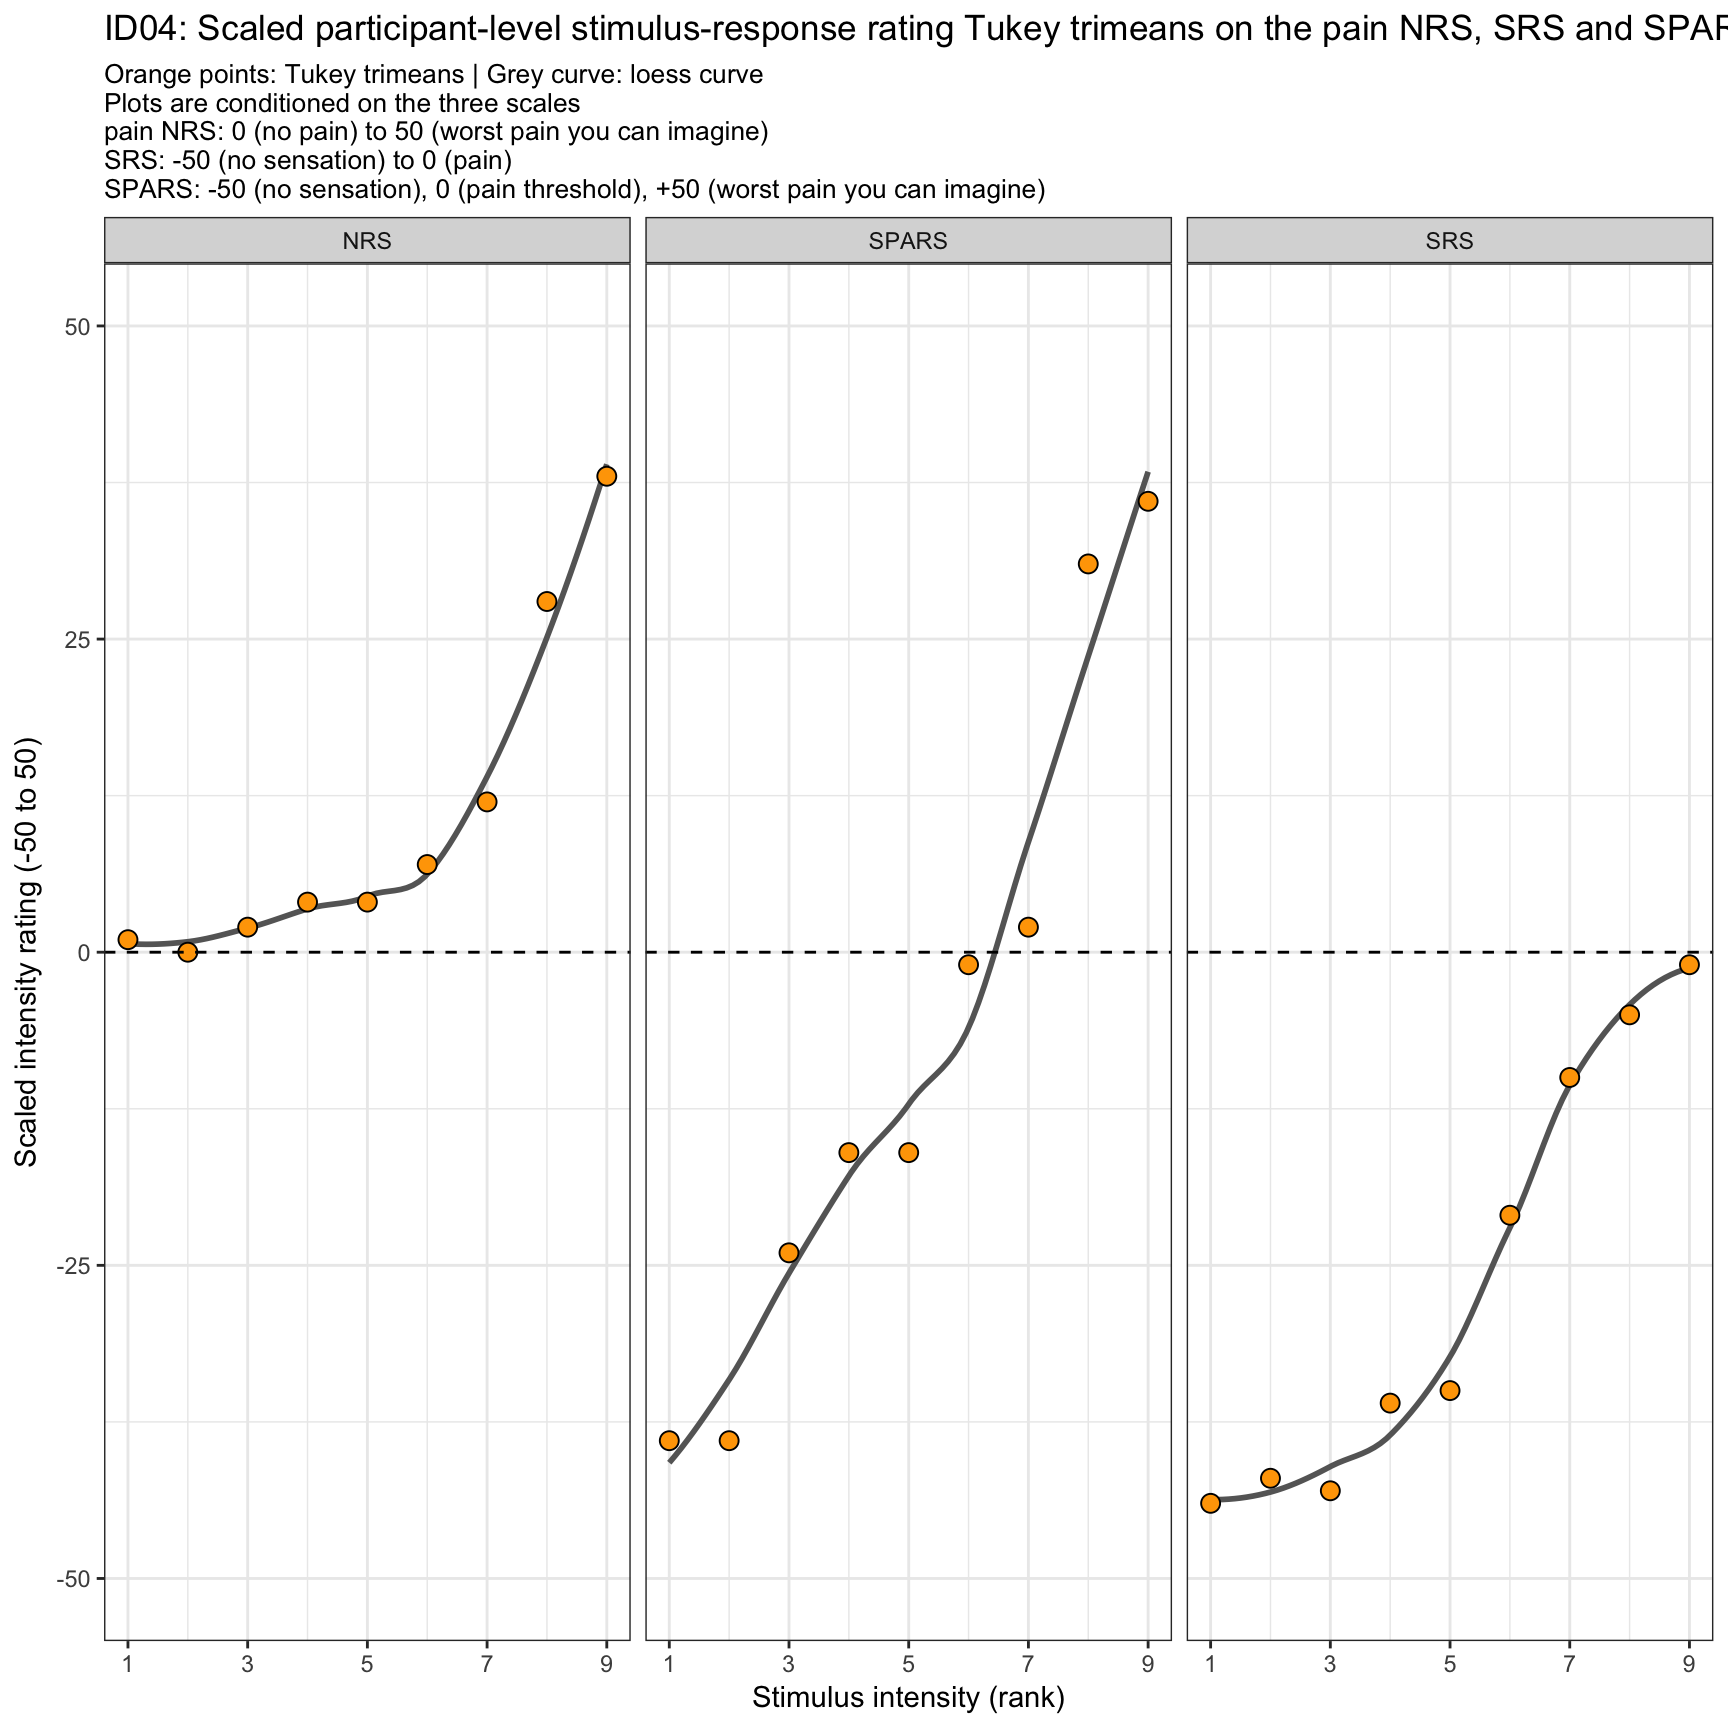 ID04: Scaled participant-level stimulus-response rating Tukey trimeans on the pain NRS, SRS and SPAR
Orange points: Tukey trimeans | Grey curve: loess curve
Plots are conditioned on the three scales
pain NRS: 0 (no pain) to 50 (worst pain you can imagine)
SRS: -50 (no sensation) to 0 (pain)
SPARS: -50 (no sensation), 0 (pain threshold), +50 (worst pain you can imagine)
NRS SPARS SRS
50
25
0
-25
-50
Scaled intensity rating (-50 to 50)
1 3 5 7 9 1 3 5 7 9 1 3 5 7 9
Stimulus intensity (rank)